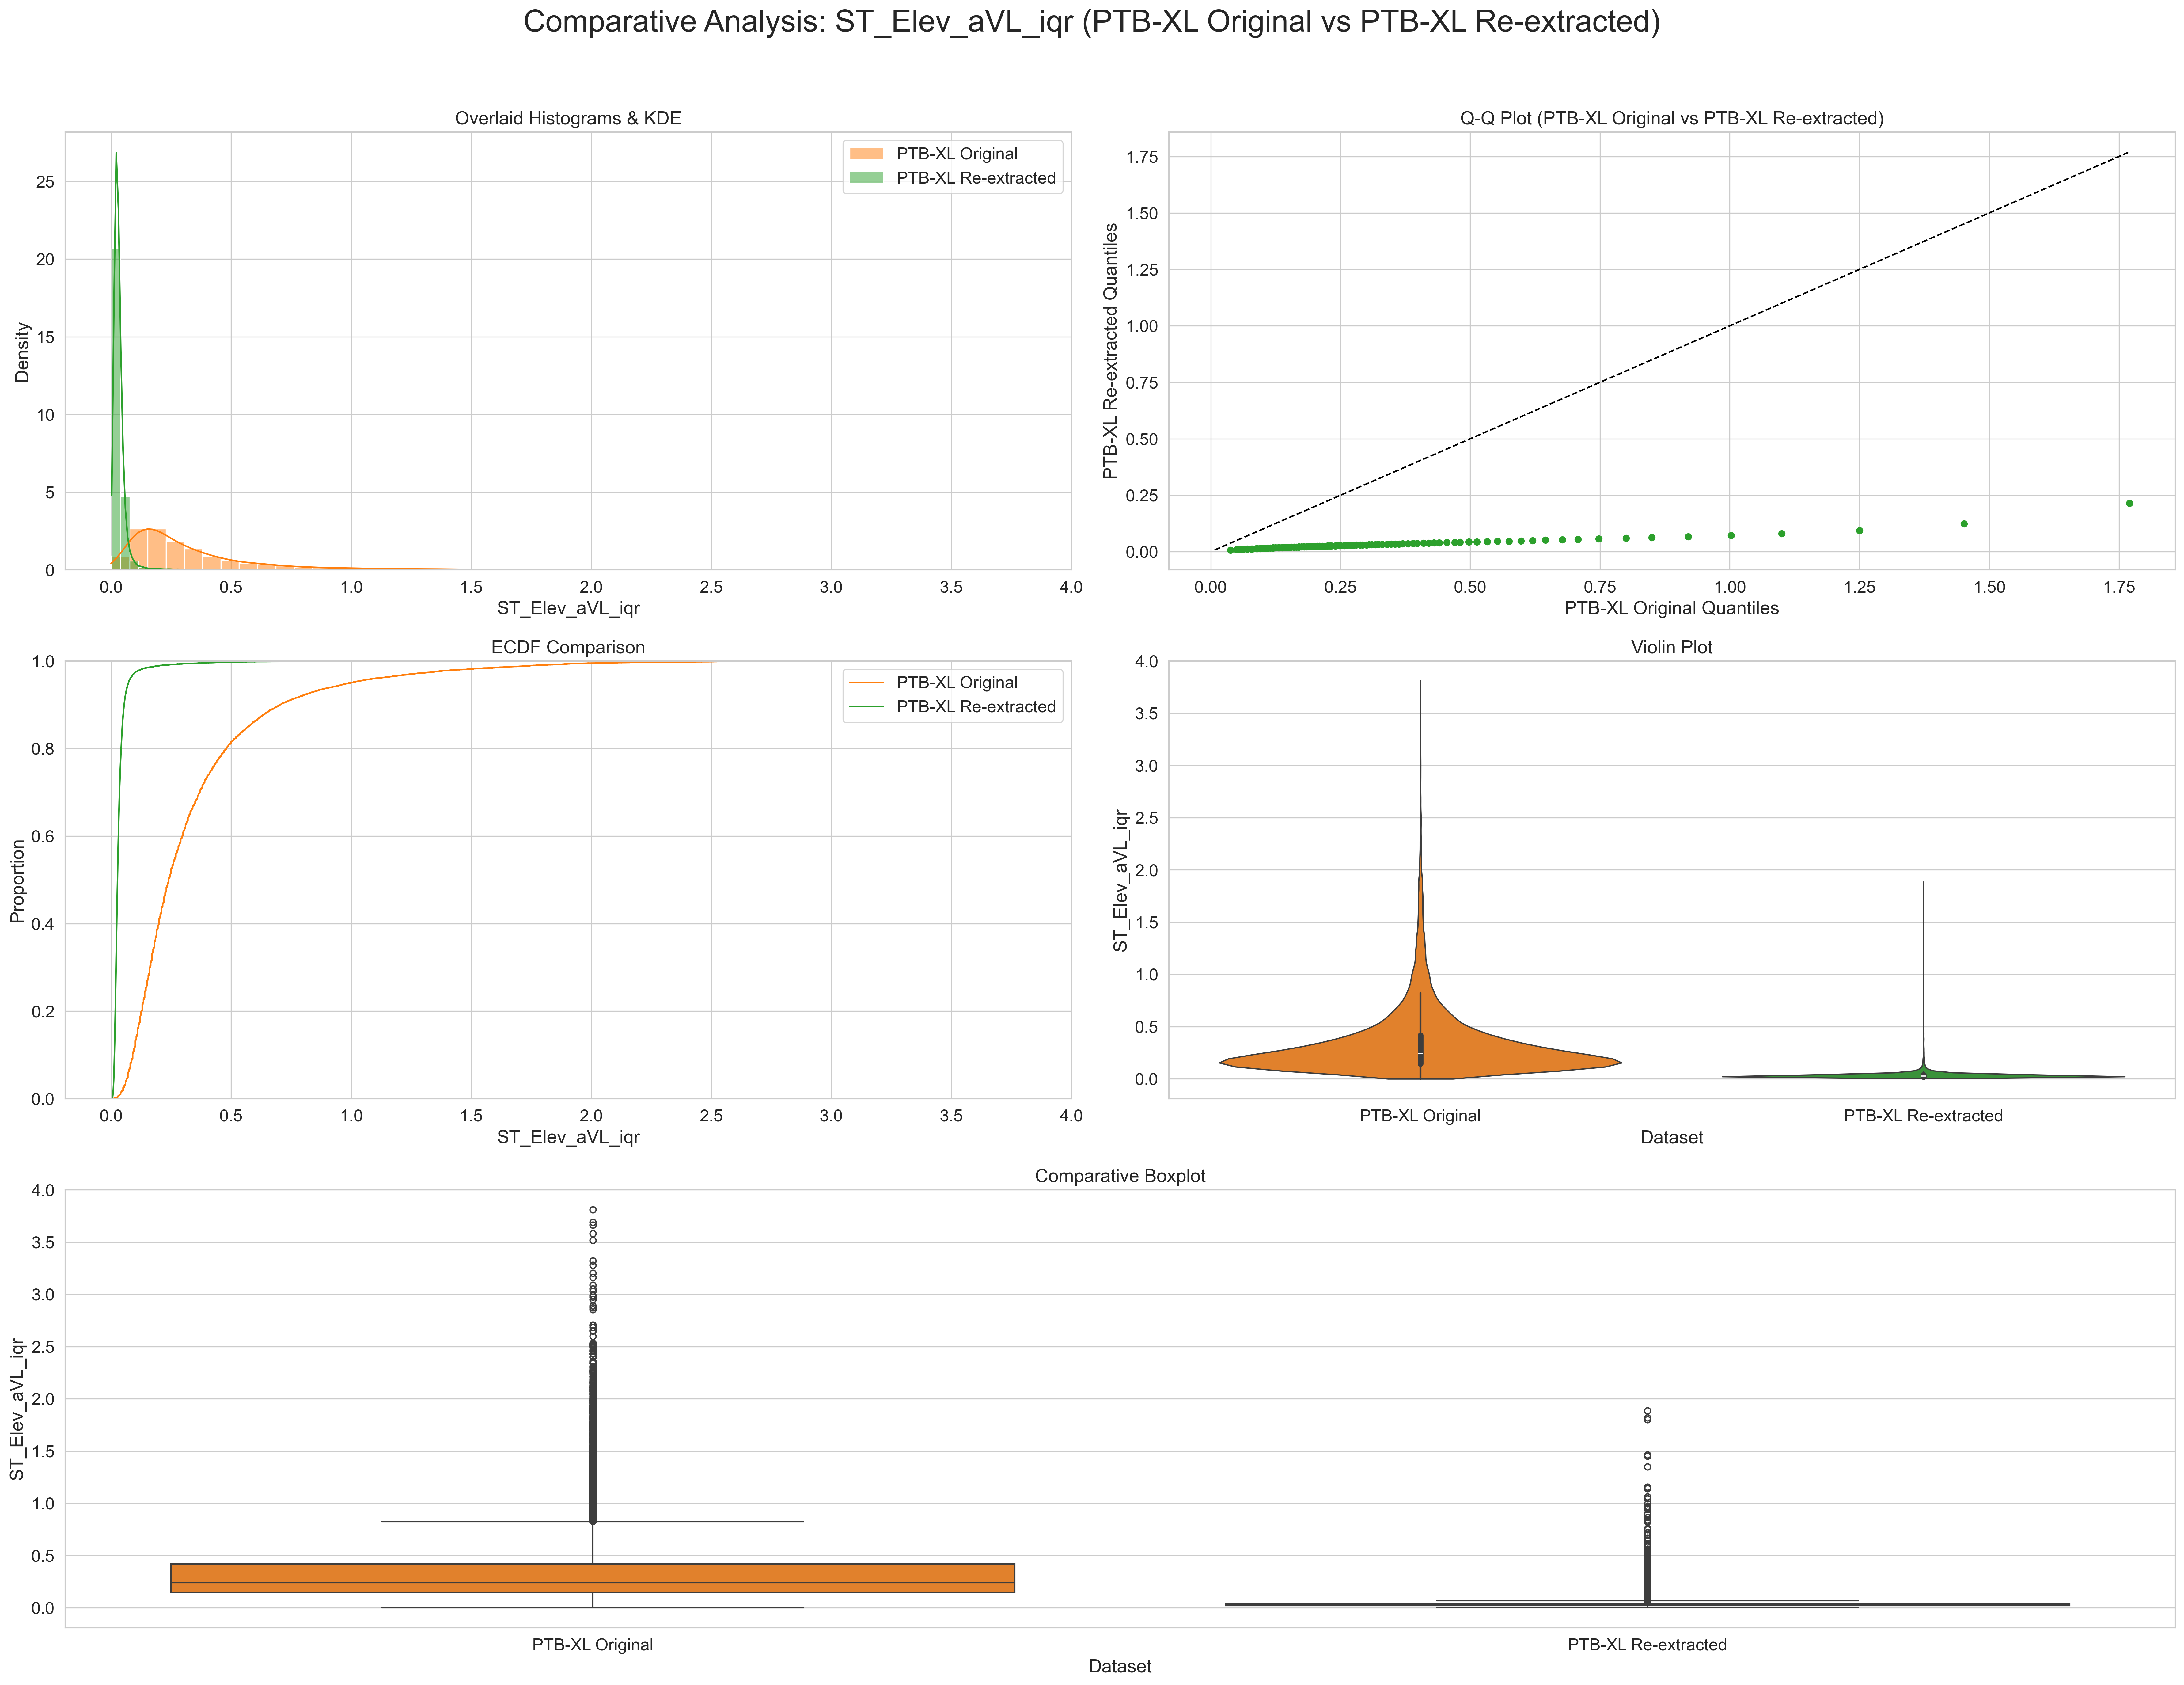 Comparative Analysis: ST_Elev_aVL_iqr (PTB-XL Original vs PTB-XL Re-extracted)
Overlaid Histograms & KDE
PTB-XL Original
PTB-XL Re-extracted
Density
25
20
15
10
5
0
0.0 0.5 1.0 1.5 2.0 2.5 3.0 3.5 4.0
ST_Elev_aVL_iqr
Q-Q Plot (PTB-XL Original vs PTB-XL Re-extracted)
PTB-XL Re-extracted Quantiles
1.75
1.50
1.25
1.00
0.75
0.50
0.25
0.00
0.00 0.25 0.50 0.75 1.00 1.25 1.50 1.75
PTB-XL Original Quantiles
ECDF Comparison
PTB-XL Original
PTB-XL Re-extracted
Proportion
1.0
0.8
0.6
0.4
0.2
0.0
0.0 0.5 1.0 1.5 2.0 2.5 3.0 3.5 4.0
ST_Elev_aVL_iqr
Violin Plot
ST_Elev_aVL_iqr
4.0
3.5
3.0
2.5
2.0
1.5
1.0
0.5
0.0
PTB-XL Original PTB-XL Re-extracted
Dataset
Comparative Boxplot
ST_Elev_aVL_iqr
4.0
3.5
3.0
2.5
2.0
1.5
1.0
0.5
0.0
PTB-XL Original PTB-XL Re-extracted
Dataset